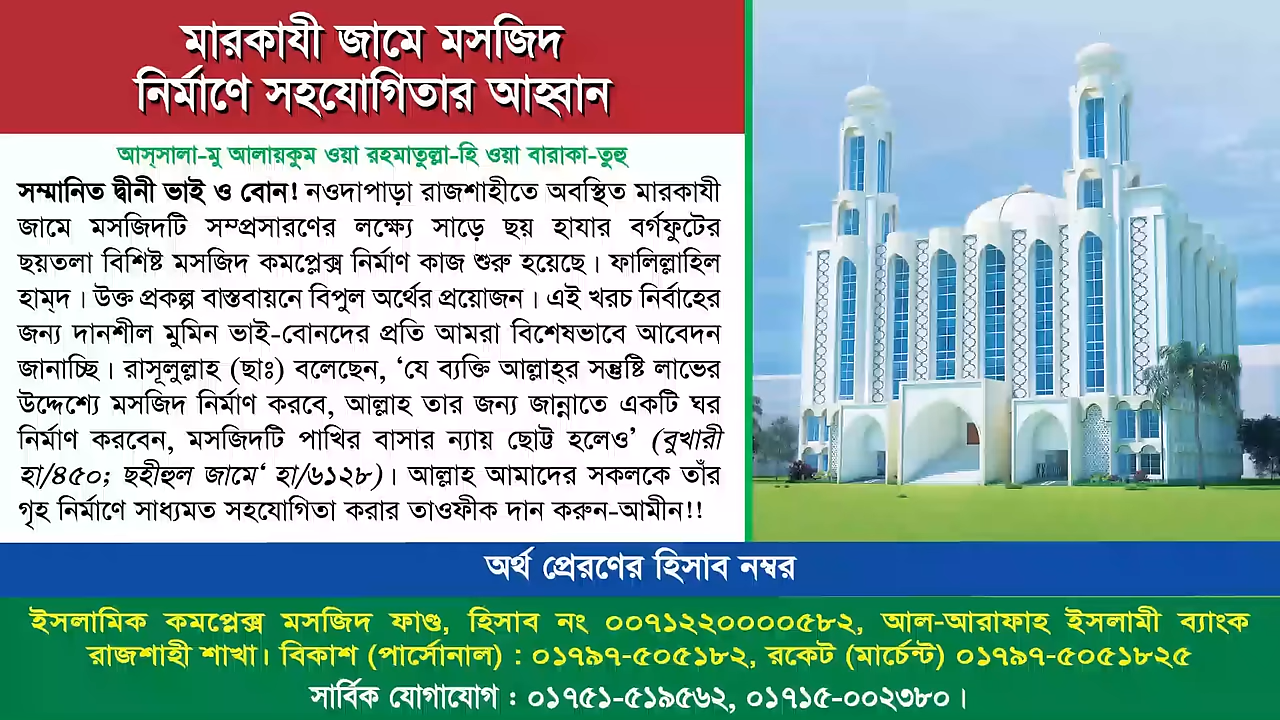 মারকাযী জামে মসজিদ
নির্মাণে সহযোগিতার আহ্বান
আস্সালা-মু আলায়কুম ওয়া রহমাতুল্লা-হি ওয়া বারাকা-তুহু
সম্মানিত দ্বীনী ভাই ও বোন! নওদাপাড়া রাজশাহীতে অবস্থিত মারকাযী
জামে মসজিদটি সম্প্রসারণের লক্ষ্যে সাড়ে ছয় হাযার বর্গফুটের
ছয়তলা বিশিষ্ট মসজিদ কমপ্লেক্স নির্মাণ কাজ শুরু হয়েছে। ফালিল্লাহিল
হাম্দ। উক্ত প্রকল্প বাস্তবায়নে বিপুল অর্থের প্রয়োজন। এই খরচ নির্বাহের
জন্য দানশীল মুমিন ভাই-বোনদের প্রতি আমরা বিশেষভাবে আবেদন
জানাচ্ছি। রাসূলুল্লাহ (ছাঃ) বলেছেন, ‘যে ব্যক্তি আল্লাহ্র সন্তুষ্টি লাভের
উদ্দেশ্যে মসজিদ নির্মাণ করবে, আল্লাহ তার জন্য জান্নাতে একটি ঘর
নির্মাণ করবেন, মসজিদটি পাখির বাসার ন্যায় ছোট্ট হলেও’ (বুখারী
হা/৪৫০; ছহীহুল জামে‘ হা/৬১২৮)। আল্লাহ আমাদের সকলকে তাঁর
গৃহ নির্মাণে সাধ্যমত সহযোগিতা করার তাওফীক দান করুন-আমীন!!
অর্থ প্রেরণের হিসাব নম্বর
ইসলামিক কমপ্লেক্স মসজিদ ফাণ্ড, হিসাব নং ০০৭১২২০০০০৫৮২, আল-আরাফাহ ইসলামী ব্যাংক
রাজশাহী শাখা। বিকাশ (পার্সোনাল) : ০১৭৯৭-৫০৫১৮২, রকেট (মার্চেন্ট) ০১৭৯৭-৫০৫১৮২৫
সার্বিক যোগাযোগ : ০১৭৫১-৫১৯৫৬২, ০১৭১৫-০০২৩৮০।